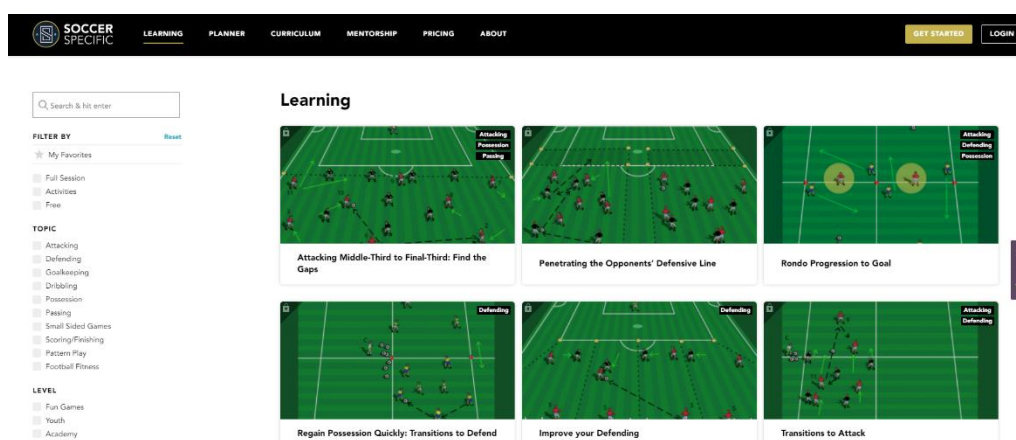 SOCCER
SPECIFIC
LEARNING
PLANNER
CURRICULUM
MENTORSHIP
PRICING
ABOUT
GET STARTED
LOGIN
Search & hit enter
FILTER BY
Reset
My Favorites
Full Session
Activities
Free
TOPIC
Attacking
Defending
Goalkeeping
Dribbling
Possession
Passing
Small Sided Games
Scoring/Finishing
Pattern Play
Football Fitness
LEVEL
Fun Games
Youth
Academy
Learning
Attacking
Possession
Passing
Attacking Middle-Third to Final-Third: Find the
Gaps
Penetrating the Opponents' Defensive Line
Attacking
Defending
Possession
Rondo Progression to Goal
Defending
Regain Possession Quickly: Transitions to Defend
Defending
Improve your Defending
Attacking
Defending
Transitions to Attack